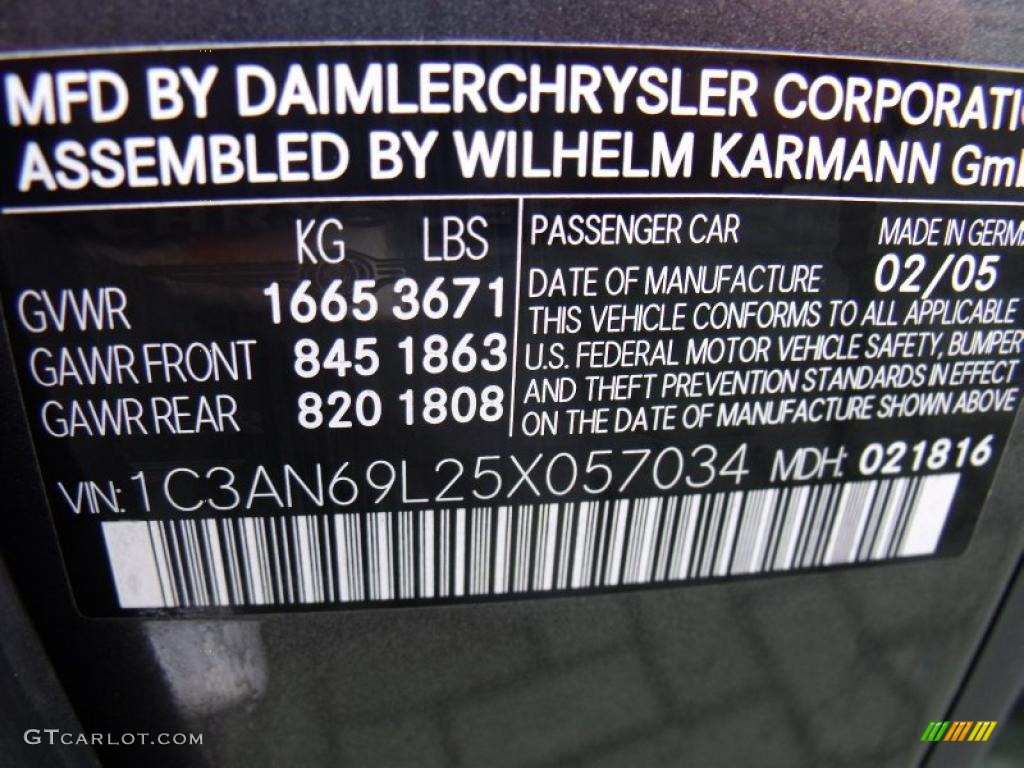 MFD BY DAIMLERCHRYSLER CORPORATI
ASSEMBLED BY WILHELM KARMANN Gm
KG LBS
GVWR 1665 3671
GAWR FRONT 845 1863
GAWR REAR 820 1808
PASSENGER CAR MADE IN GERM
DATE OF MANUFACTURE 02/05
THIS VEHICLE CONFORMS TO ALL APPLICABLE
U.S. FEDERAL MOTOR VEHICLE SAFETY, BUMPER
AND THEFT PREVENTION STANDARDS IN EFFECT
ON THE DATE OF MANUFACTURE SHOWN ABOVE
VIN: 1C3AN69L25X057034 MDH: 021816
GTCARLOT.COM